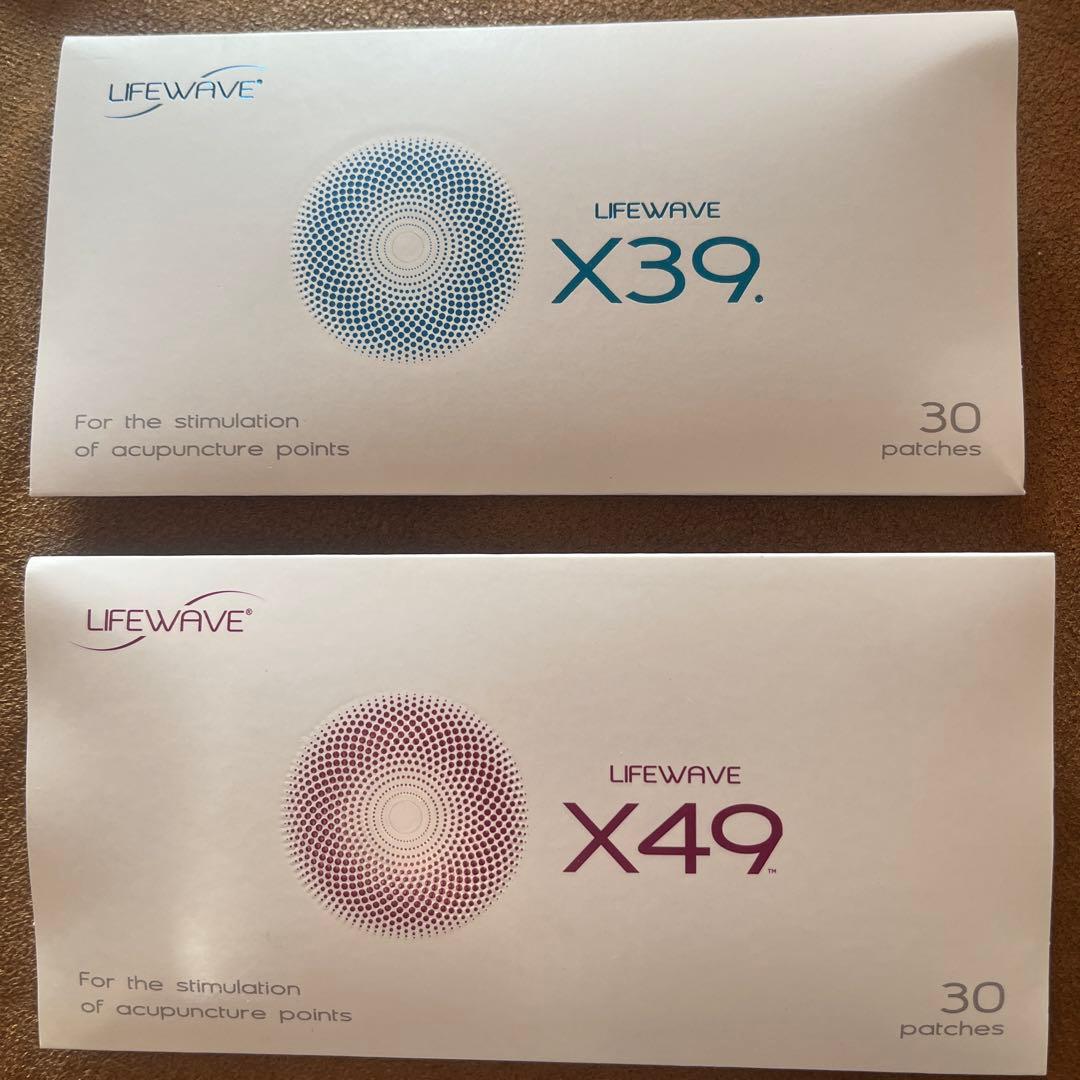 LIFEWAVE®
LIFEWAVE
X39.
For the stimulation
of acupuncture points
30
patches
LIFEWAVE®
LIFEWAVE
X49™
For the stimulation
of acupuncture points
30
patches